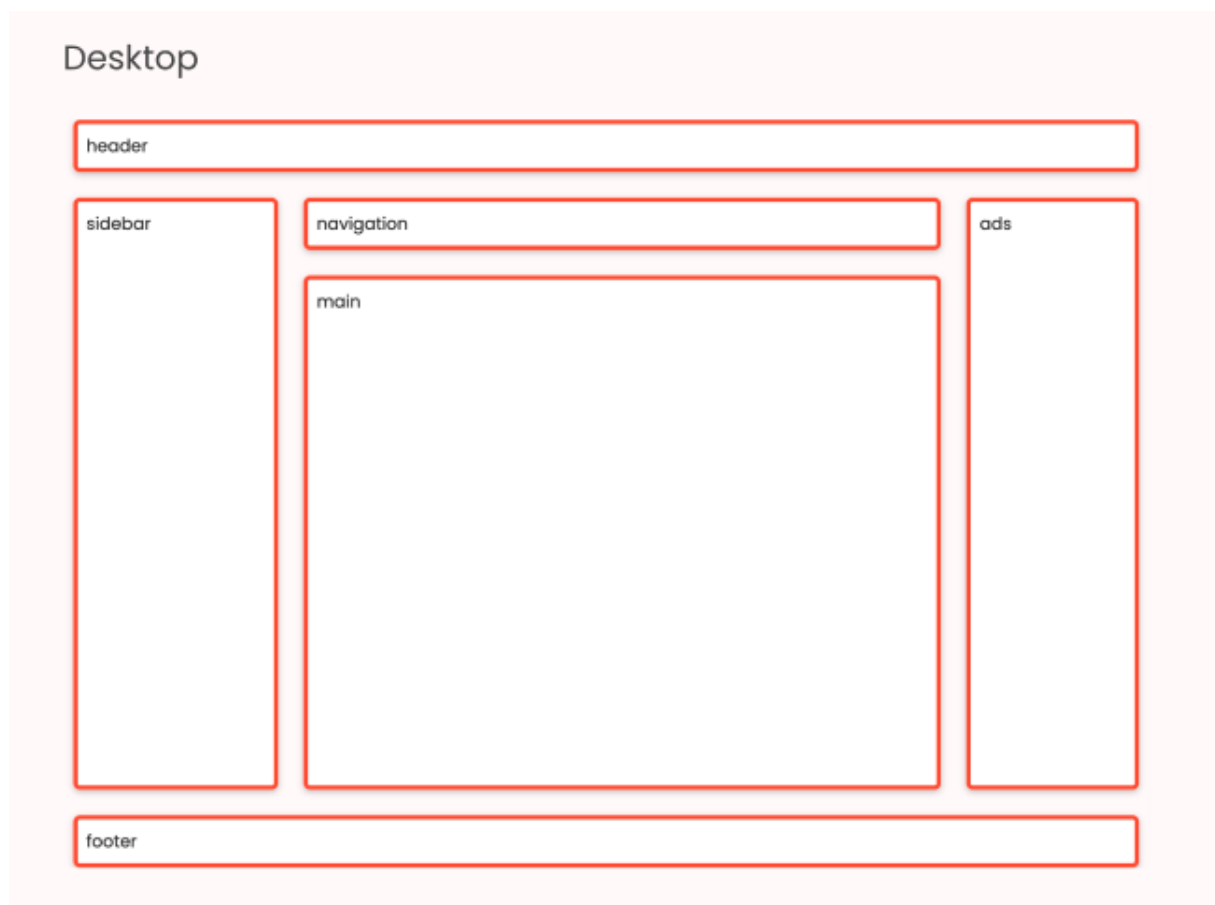 Desktop
header
sidebar
navigation
ads
main
footer